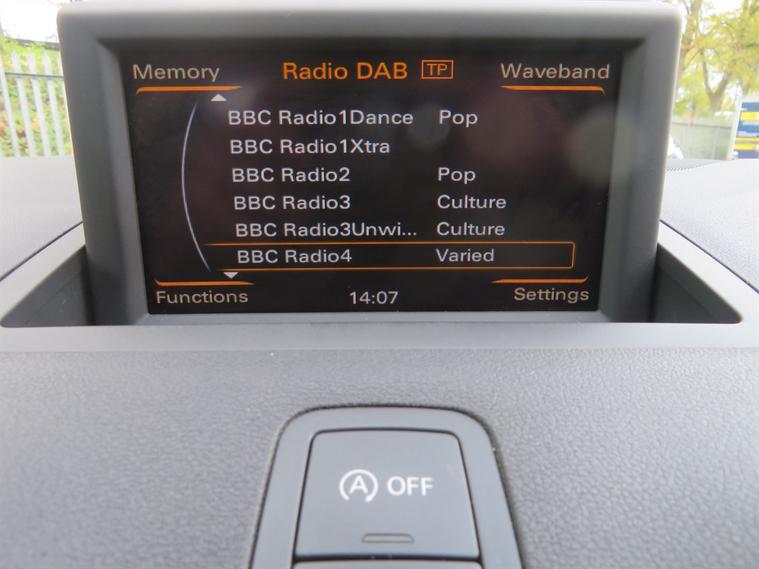 Memory Radio DAB TP Waveband
BBC Radio1Dance Pop
BBC Radio1Xtra
BBC Radio2 Pop
BBC Radio3 Culture
BBC Radio3Unwi... Culture
BBC Radio4 Varied
Functions 14:07 Settings
A OFF